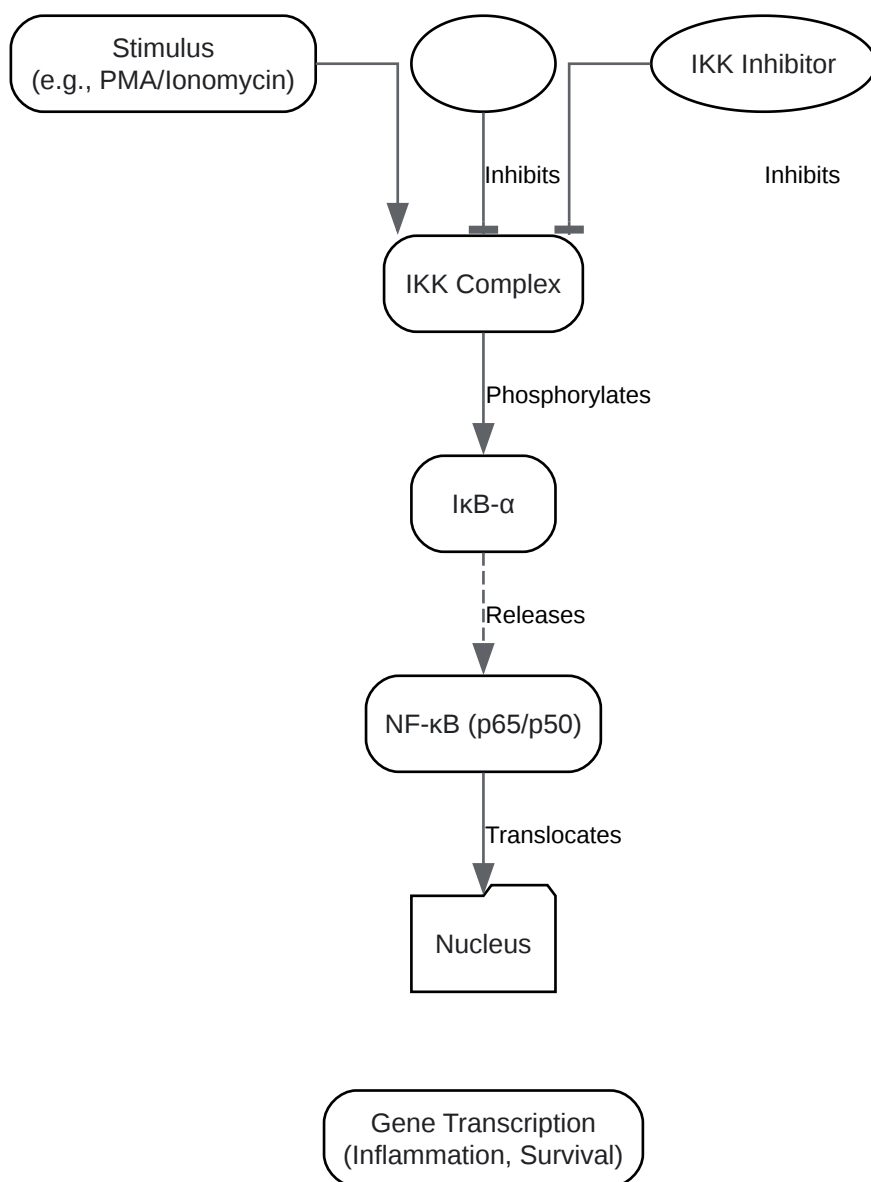 Stimulus
(e.g., PMA/Ionomycin)
IKK Inhibitor
Inhibits
Inhibits
IKK Complex
Phosphorylates
IκB-α
Releases
NF-κB (p65/p50)
Translocates
Nucleus
Gene Transcription
(Inflammation, Survival)